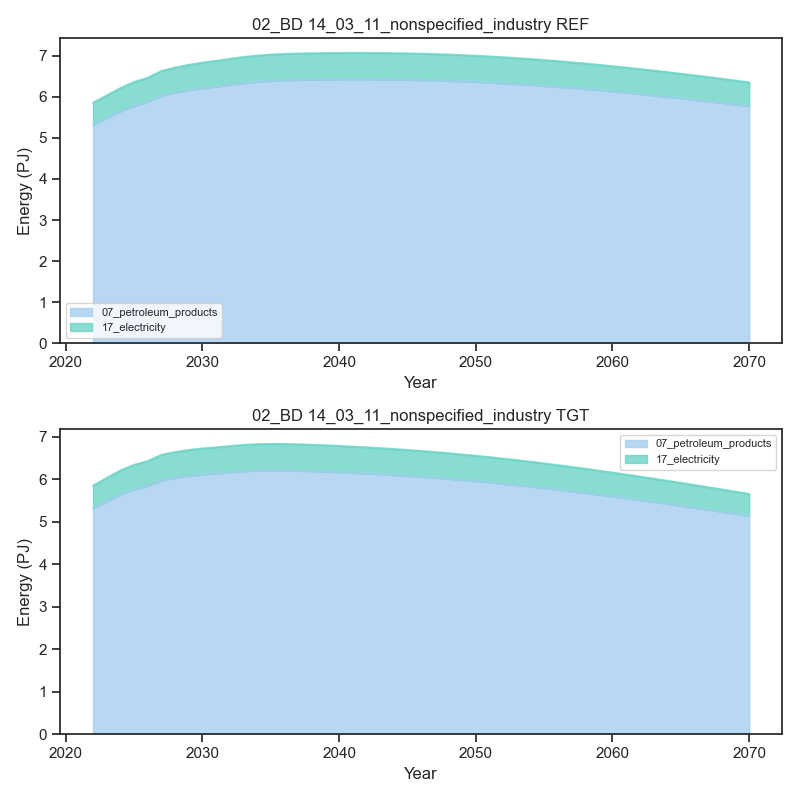 02_BD 14_03_11_nonspecified_industry REF
Energy (PJ)
7
6
5
4
3
2
1
0
07_petroleum_products
17_electricity
2020 2030 2040 2050 2060 2070
Year
02_BD 14_03_11_nonspecified_industry TGT
Energy (PJ)
7
6
5
4
3
2
1
0
07_petroleum_products
17_electricity
2020 2030 2040 2050 2060 2070
Year